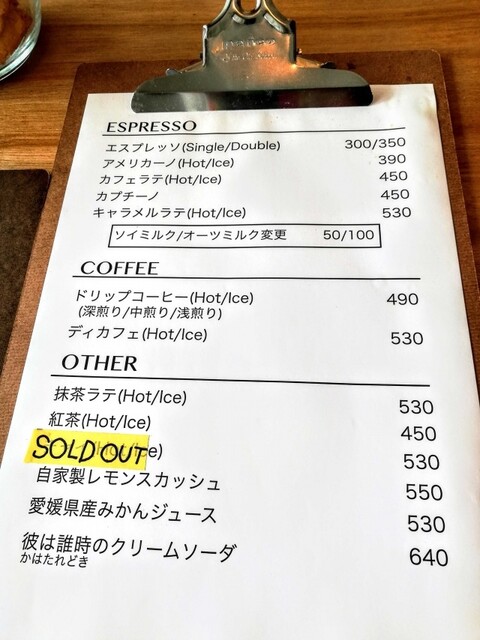 ESPRESSO
エスプレッソ(Single/Double) 300/350
アメリカーノ(Hot/Ice) 390
カフェラテ(Hot/Ice) 450
カプチーノ 450
キャラメルラテ(Hot/Ice) 530
ソイミルク/オーツミルク変更 50/100
COFFEE
ドリップコーヒー(Hot/Ice) 490
(深煎り/中煎り/浅煎り)
ディカフェ(Hot/Ice) 530
OTHER
抹茶ラテ(Hot/Ice) 530
紅茶(Hot/Ice) 450
SOLD OUT 530
自家製レモンスカッシュ 550
愛媛県産みかんジュース 530
彼は誰時のクリームソーダ 640
かはたれどき